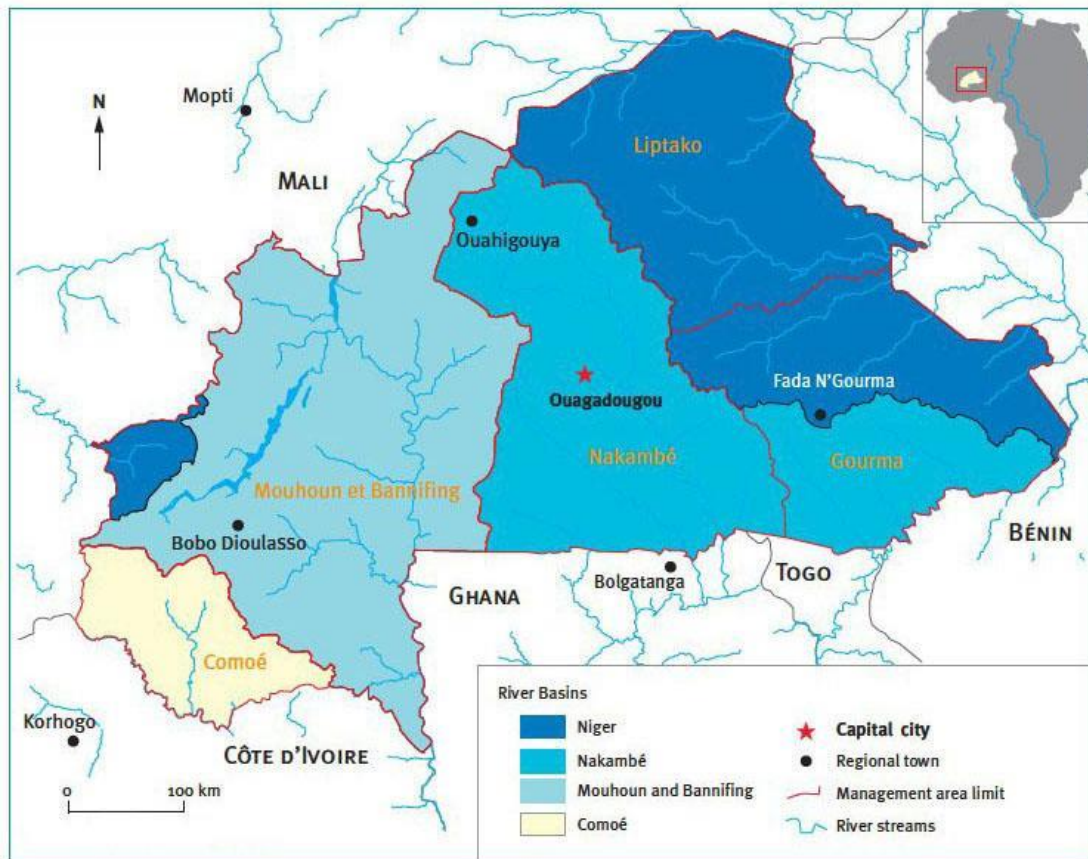 N
Mopti
MALI
Liptako
Ouahigouya
Ouagadougou
Fada N'Gourma
Nakambé
Gourma
Mouhoun et Bannifing
Bobo Dioulasso
BÉNIN
GHANA
Bolgatanga
TOGO
Comoé
Korhogo
CÔTE D'IVOIRE
0 100 km
River Basins
Niger
Nakambé
Mouhoun and Bannifing
Comoé
Capital city
Regional town
Management area limit
River streams